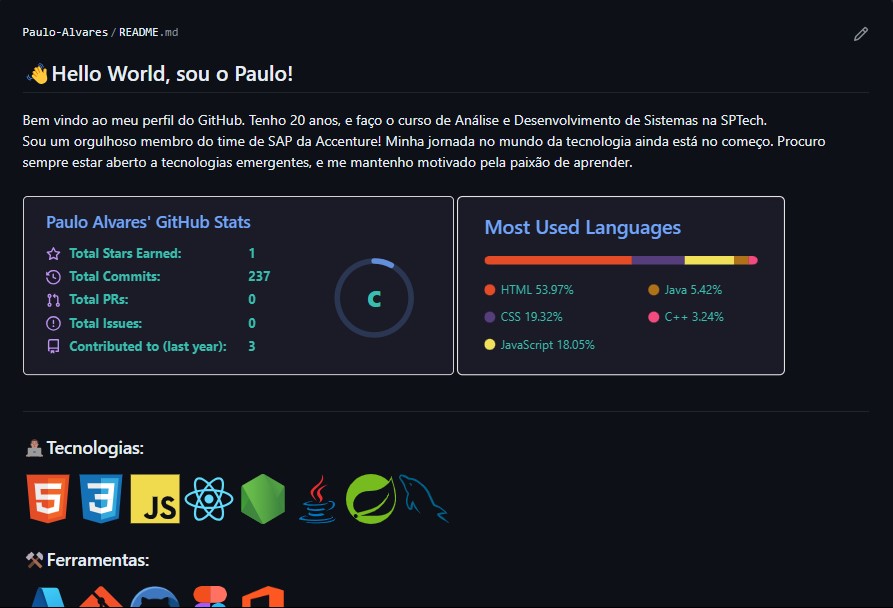 Paulo-Alvares / README.md
👋Hello World, sou o Paulo!
Bem vindo ao meu perfil do GitHub. Tenho 20 anos, e faço o curso de Análise e Desenvolvimento de Sistemas na SPTech.
Sou um orgulhoso membro do time de SAP da Accenture! Minha jornada no mundo da tecnologia ainda está no começo. Procuro
sempre estar aberto a tecnologias emergentes, e me mantenho motivado pela paixão de aprender.
Paulo Alvares' GitHub Stats
Total Stars Earned: 1
Total Commits: 237
Total PRs: 0
Total Issues: 0
Contributed to (last year): 3
C
Most Used Languages
HTML 53.97%
Java 5.42%
CSS 19.32%
C++ 3.24%
JavaScript 18.05%
Tecnologias:
5
3
JS
Ferramentas: